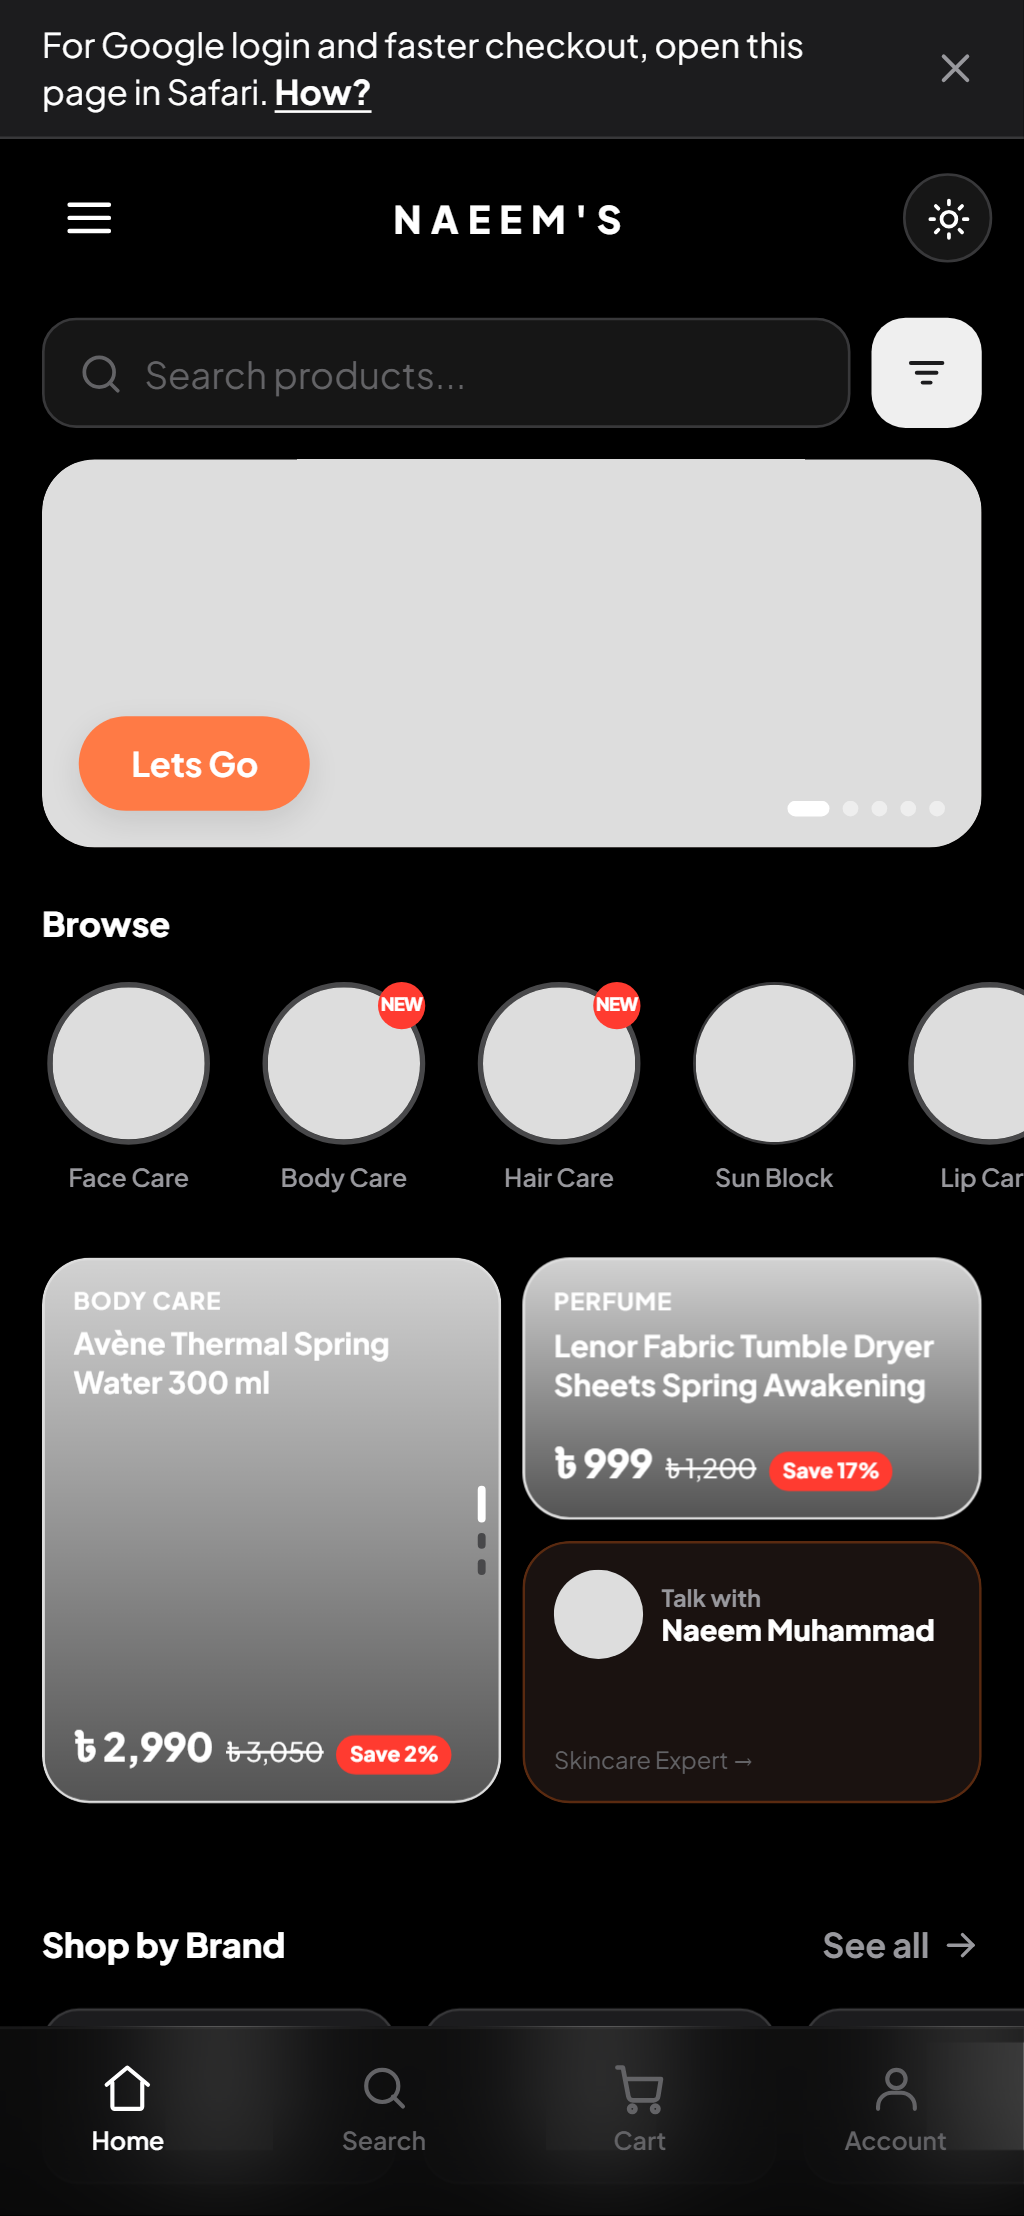 For Google login and faster checkout, open this
page in Safari. How?
NAEEM'S
Search products...
Lets Go
Browse
NEW
NEW
Face Care
Body Care
Hair Care
Sun Block
Lip Car
BODY CARE
Avène Thermal Spring
Water 300 ml
৳ 2,990 ৳ 3,050 Save 2%
PERFUME
Lenor Fabric Tumble Dryer
Sheets Spring Awakening
৳ 999 ৳ 1,200 Save 17%
Talk with
Naeem Muhammad
Skincare Expert →
Shop by Brand
See all →
Home
Search
Cart
Account